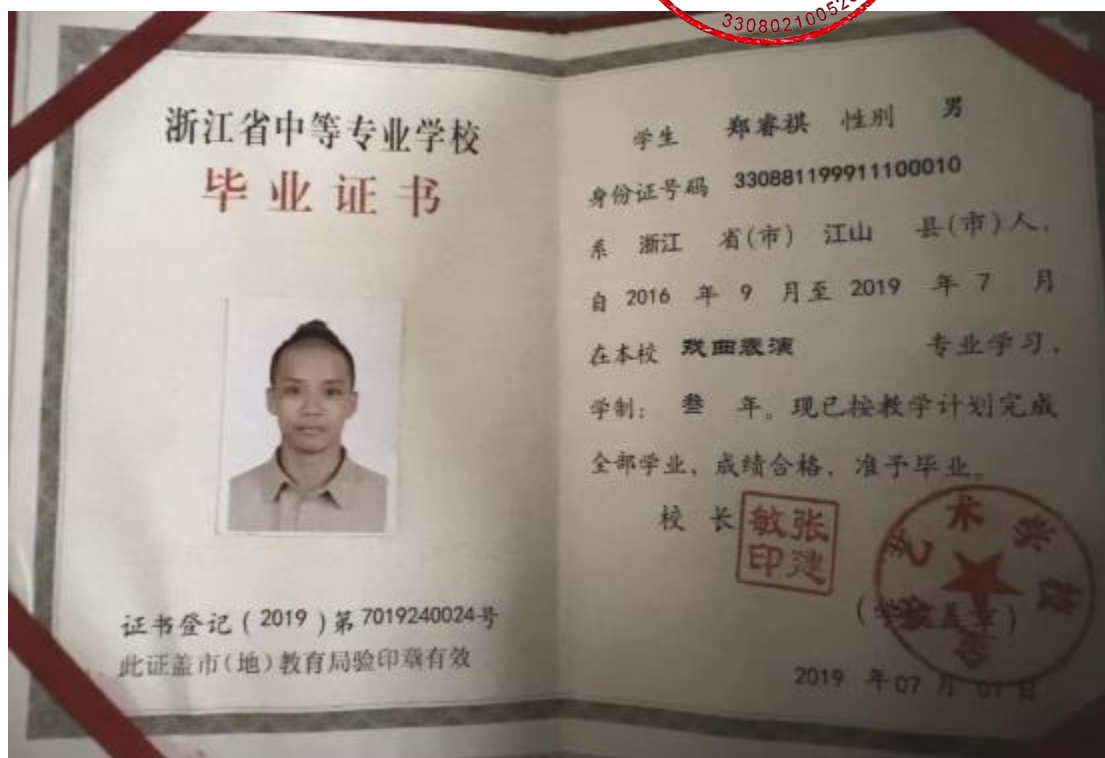 33080210052
浙江省中等专业学校
毕业证书
证书登记(2019)第7019240024号
此证盖市(地)教育局验印章有效
学生 郑睿祺 性别 男
身份证号码 330881199911100010
系 浙江 省(市) 江山 县(市)人,
自 2016 年 9 月至 2019 年 7 月
在本校 戏曲表演 专业学习,
学制: 叁 年。现已按教学计划完成
全部学业,成绩合格,准予毕业。
校长
张建敏印
艺术学校
(学校盖章)
2019 年 07 月 01 日